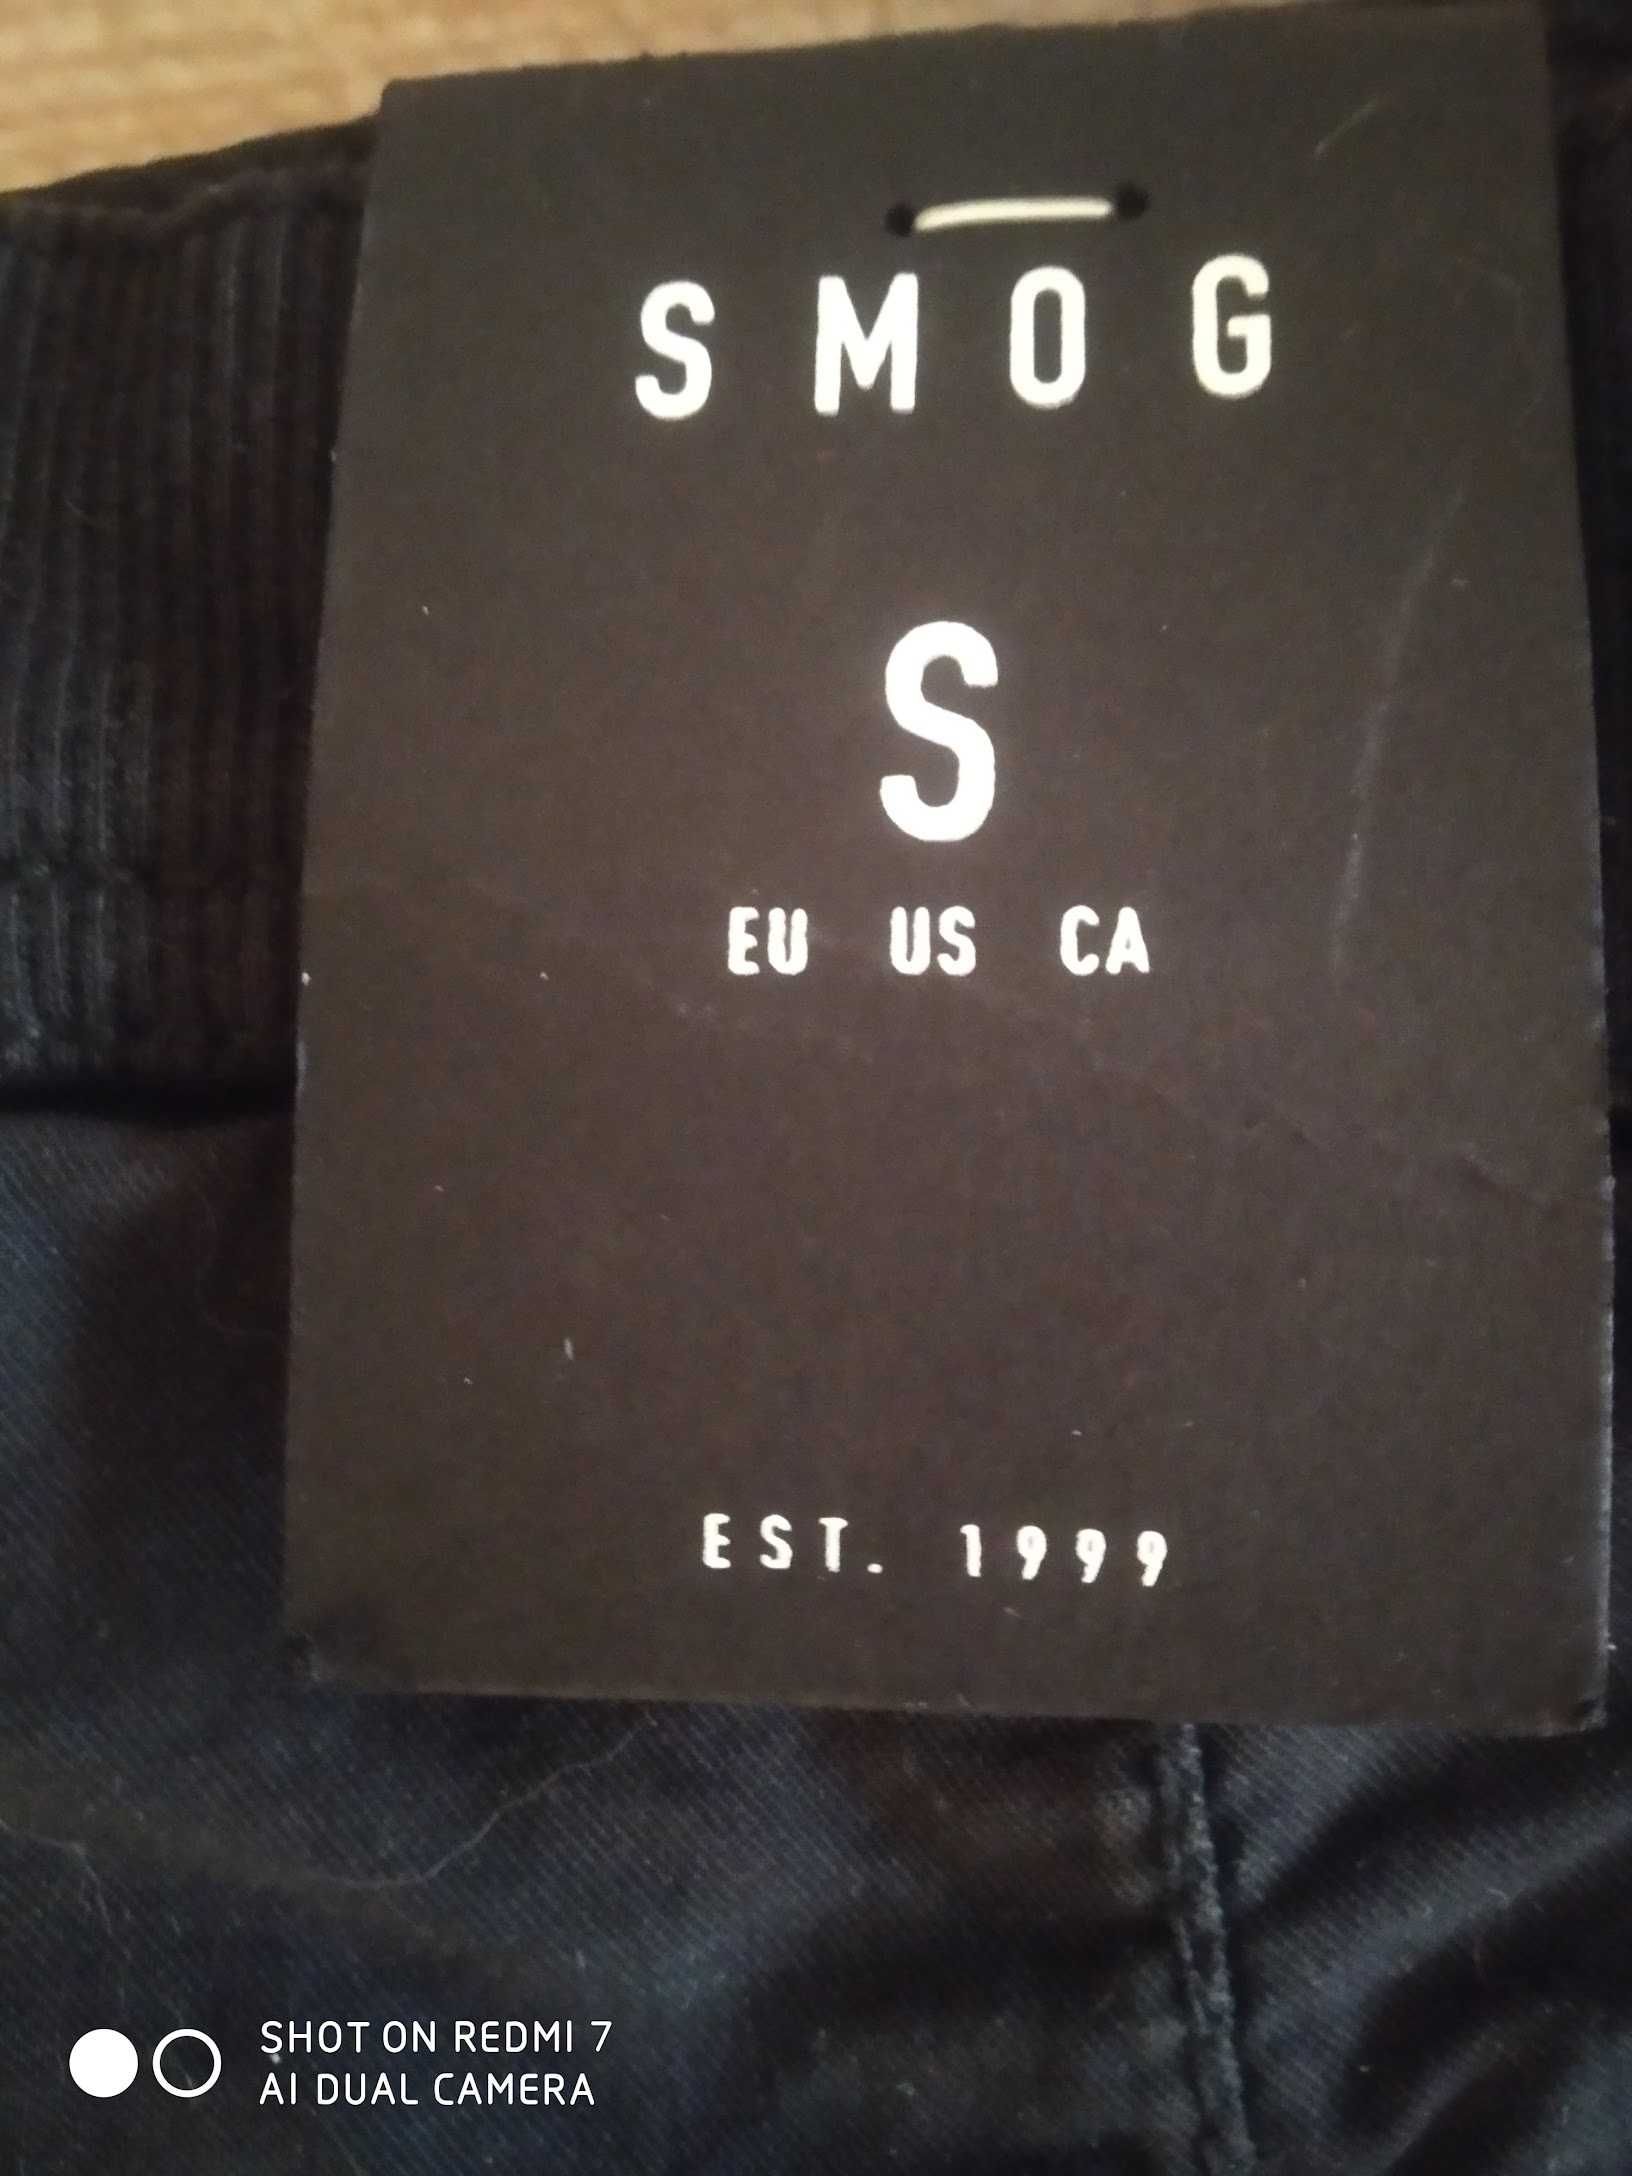 SMOG
S
EU US CA
EST. 1999
SHOT ON REDMI 7
AI DUAL CAMERA